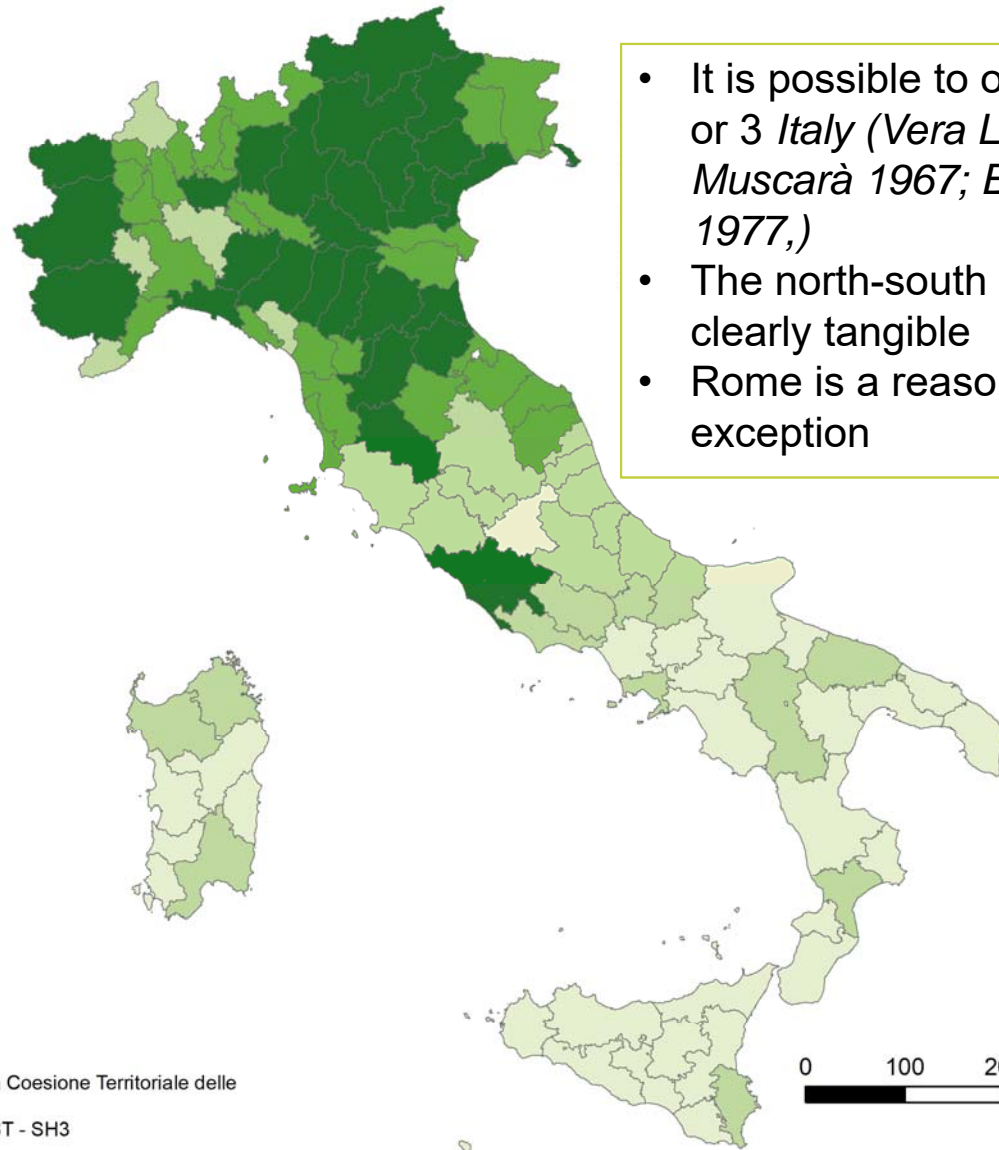 • It is possible to o
or 3 Italy (Vera L
Muscarà 1967; B
1977,)
• The north-south
clearly tangible
• Rome is a reaso
exception
Coesione Territoriale delle
T - SH3
0 100 20